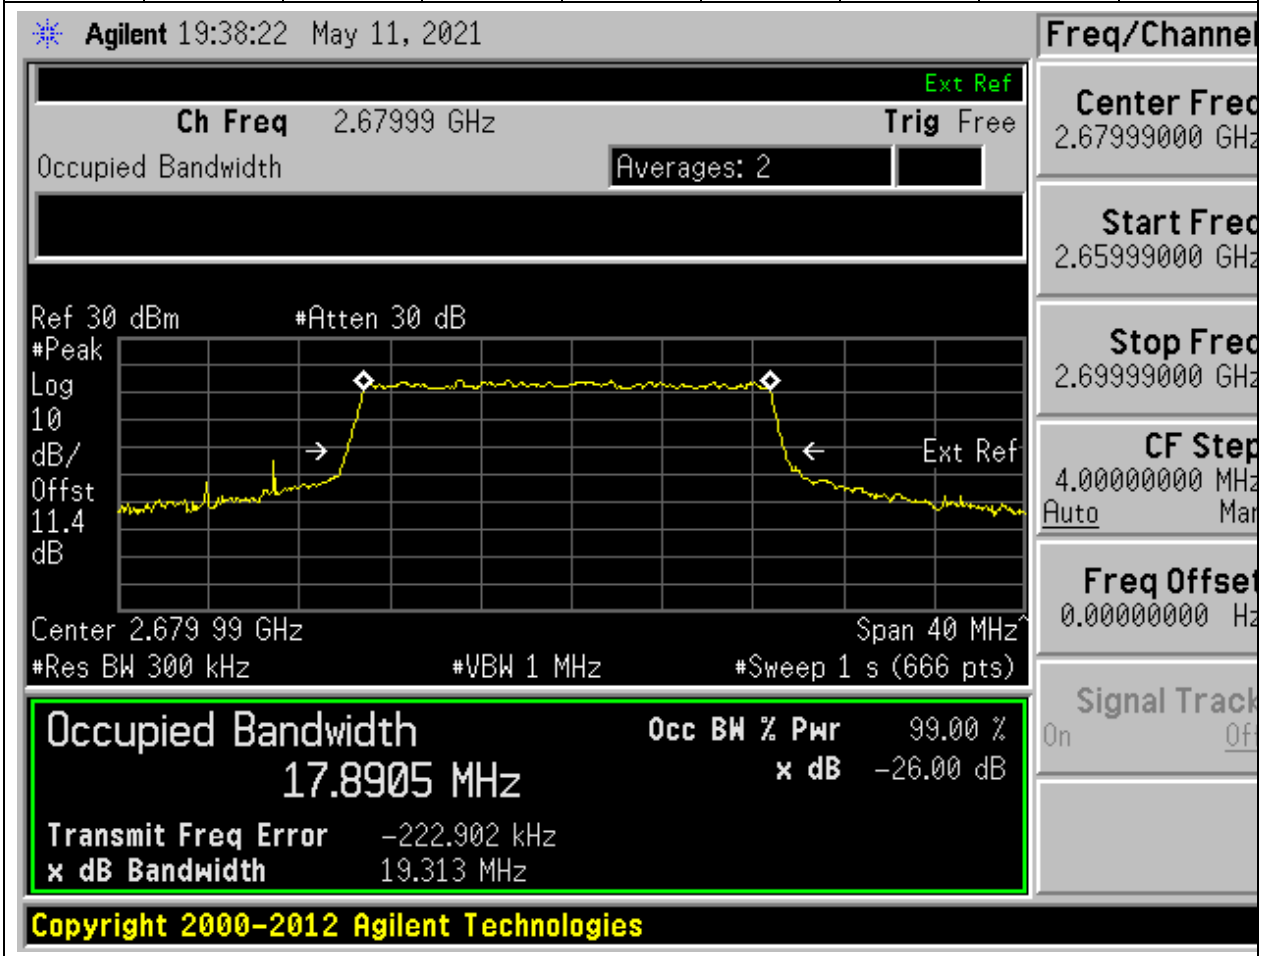 Agilent 19:38:22 May 11, 2021
Freq/Channel
Ext Ref
Ch Freq 2.67999 GHz Trig Free
Occupied Bandwidth Averages: 2
Center Freq
2.67999000 GHz
Start Freq
2.65999000 GHz
Stop Freq
2.69999000 GHz
CF Step
4.00000000 MHz
Auto Man
Freq Offset
0.00000000 Hz
Signal Track
On Off
Ref 30 dBm #Atten 30 dB
#Peak
Log
10
dB/
Offst
11.4
dB
Ext Ref
Center 2.679 99 GHz Span 40 MHz^
#Res BW 300 kHz #VBW 1 MHz #Sweep 1 s (666 pts)
Occupied Bandwidth
17.8905 MHz
Occ BW % Pwr 99.00 %
x dB -26.00 dB
Transmit Freq Error -222.902 kHz
x dB Bandwidth 19.313 MHz
Copyright 2000-2012 Agilent Technologies